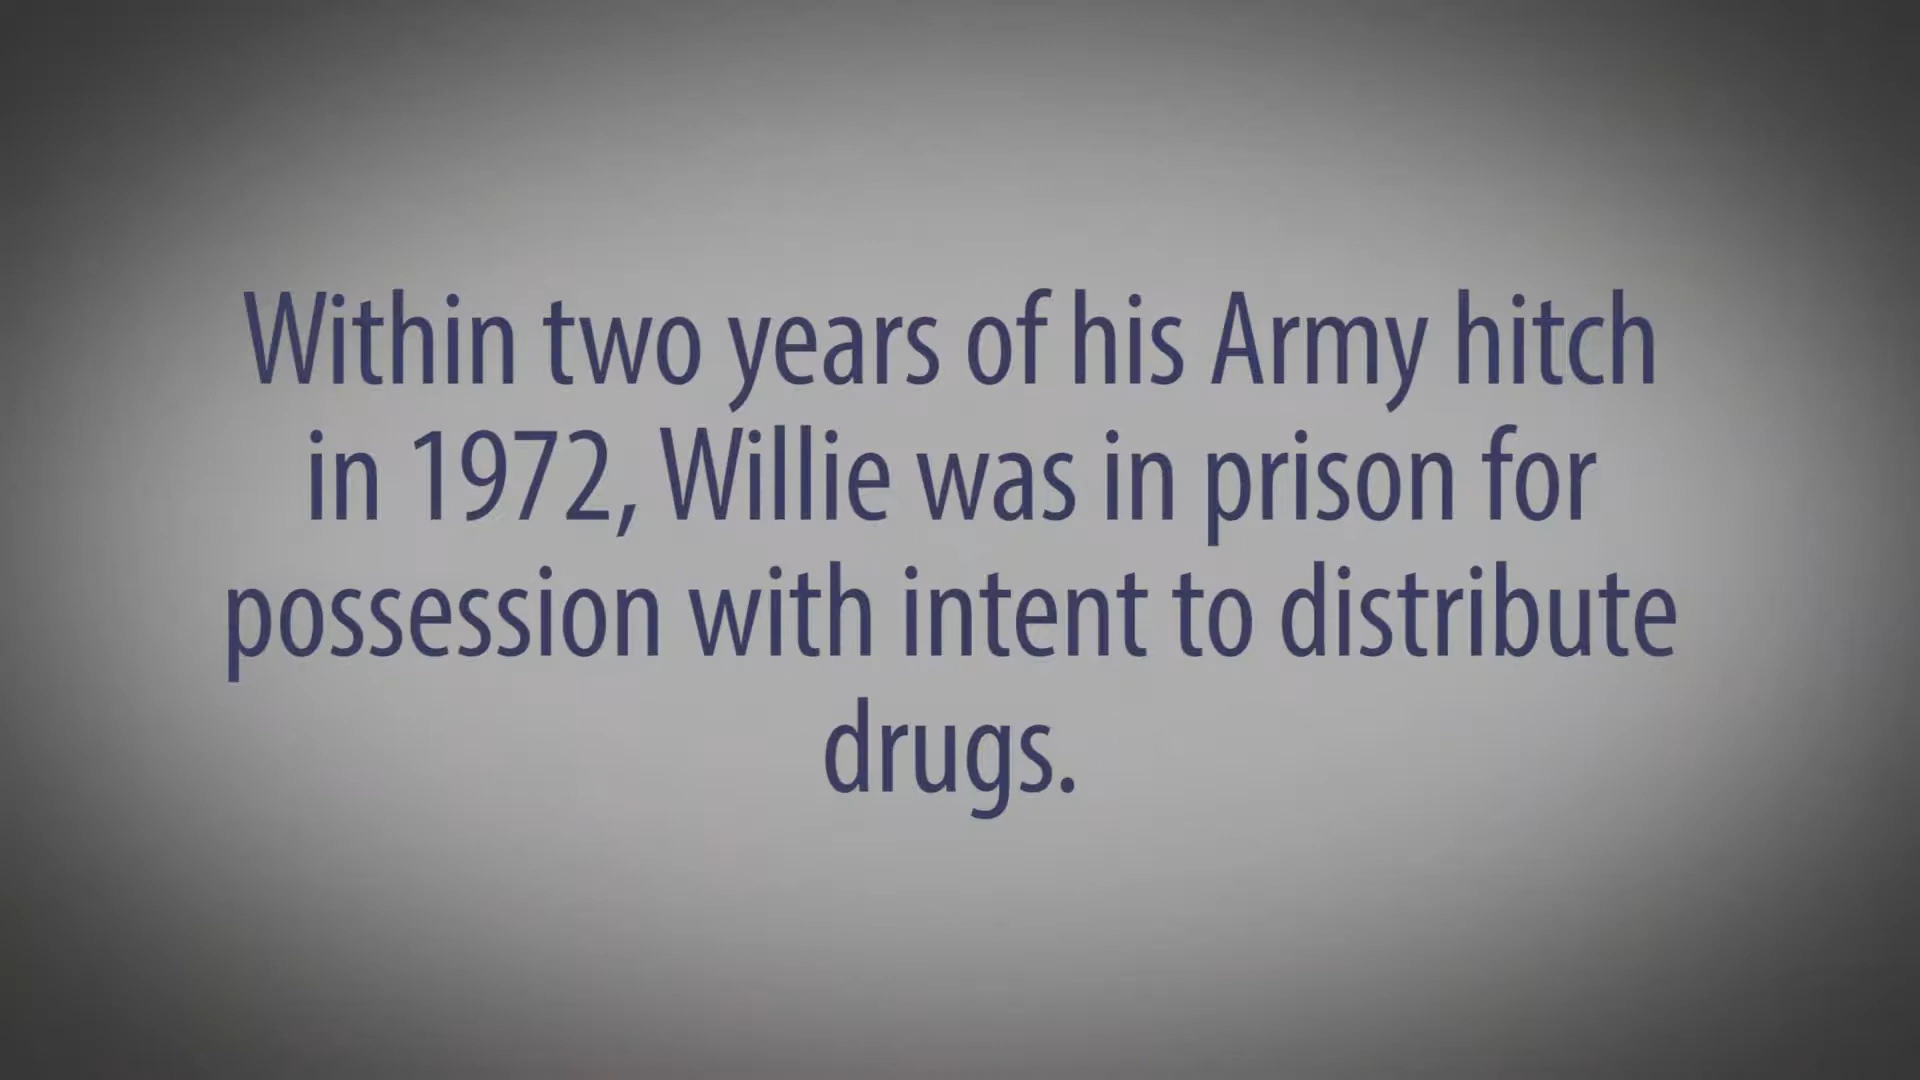 Within two years of his Army hitch
in 1972, Willie was in prison for
possession with intent to distribute
drugs.